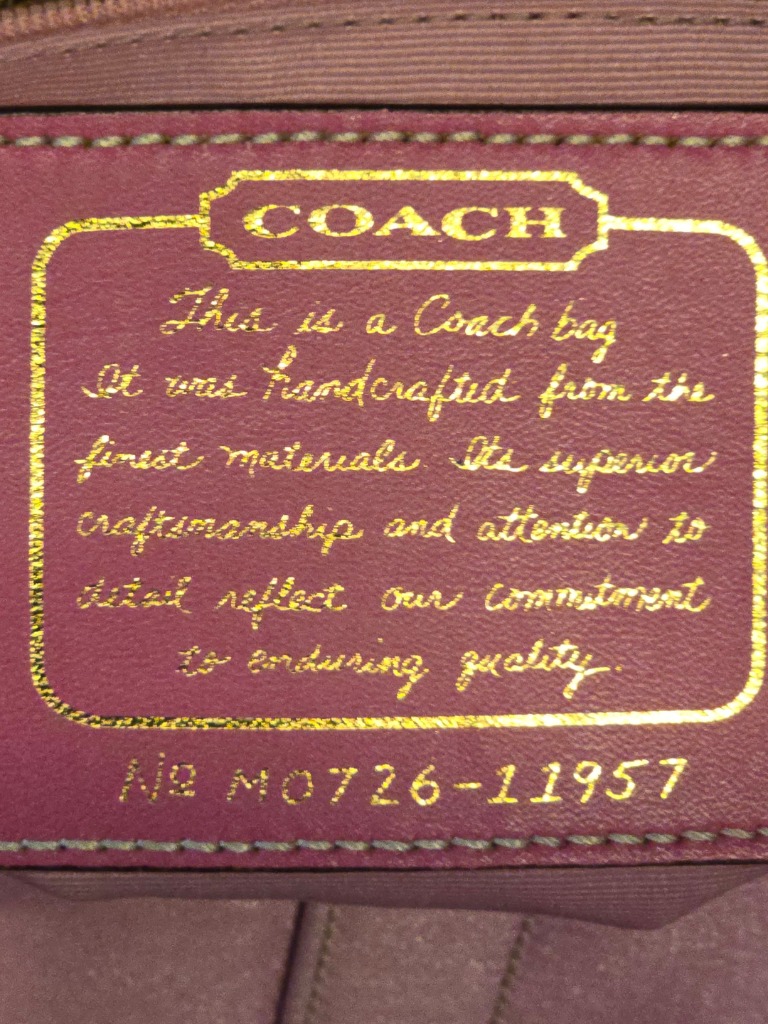 COACH
This is a Coach bag
It was handcrafted from the
finest materials. Its superior
craftsmanship and attention to
detail reflect our commitment
to enduring quality.
No M0726-11957